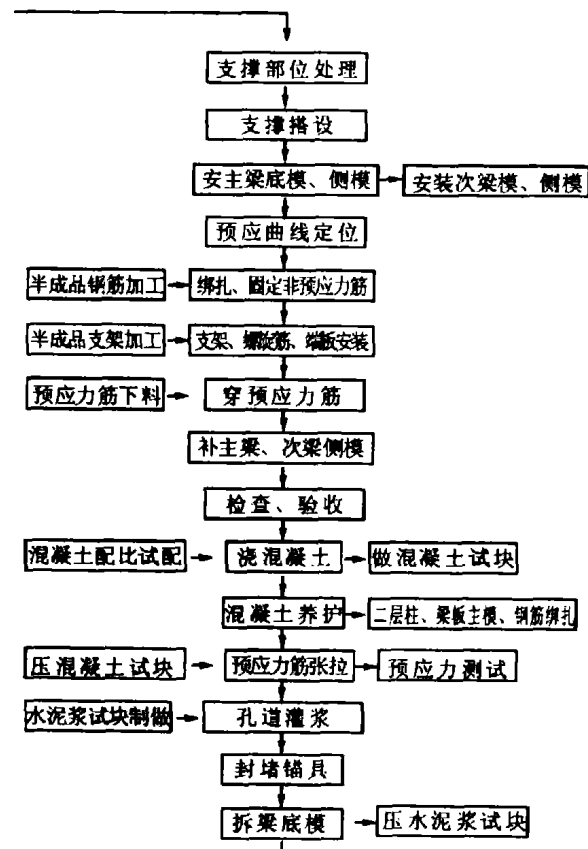 支撑部位处理
支撑搭设
安主梁底模、侧模
安装次梁模、侧模
预应曲线定位
半成品钢筋加工
绑扎、固定非预应力筋
半成品支架加工
支架、螺旋筋、端板安装
预应力筋下料
穿预应力筋
补主梁、次梁侧模
检查、验收
混凝土配比试配
浇混凝土
做混凝土试块
混凝养护
二层柱、梁板主模、钢筋绑扎
压混凝土试块
预应力筋张拉
预应力测试
水泥浆试块制做
孔道灌浆
封堵锚具
拆梁底模
压水泥浆试块